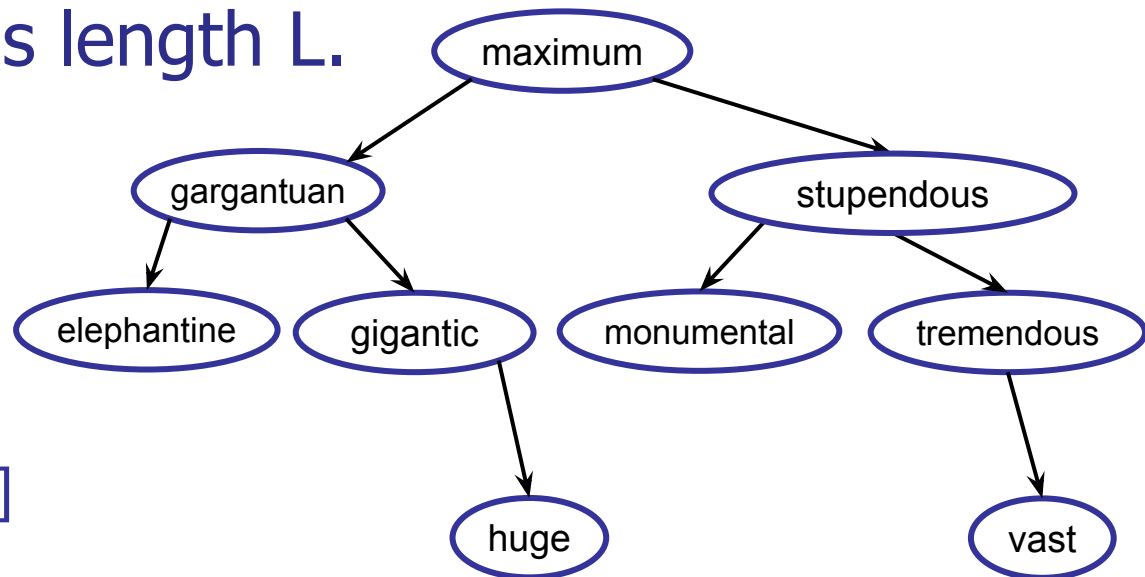 s length L.
maximum
gargantuan
stupendous
elephantine
gigantic
monumental
tremendous
huge
vast